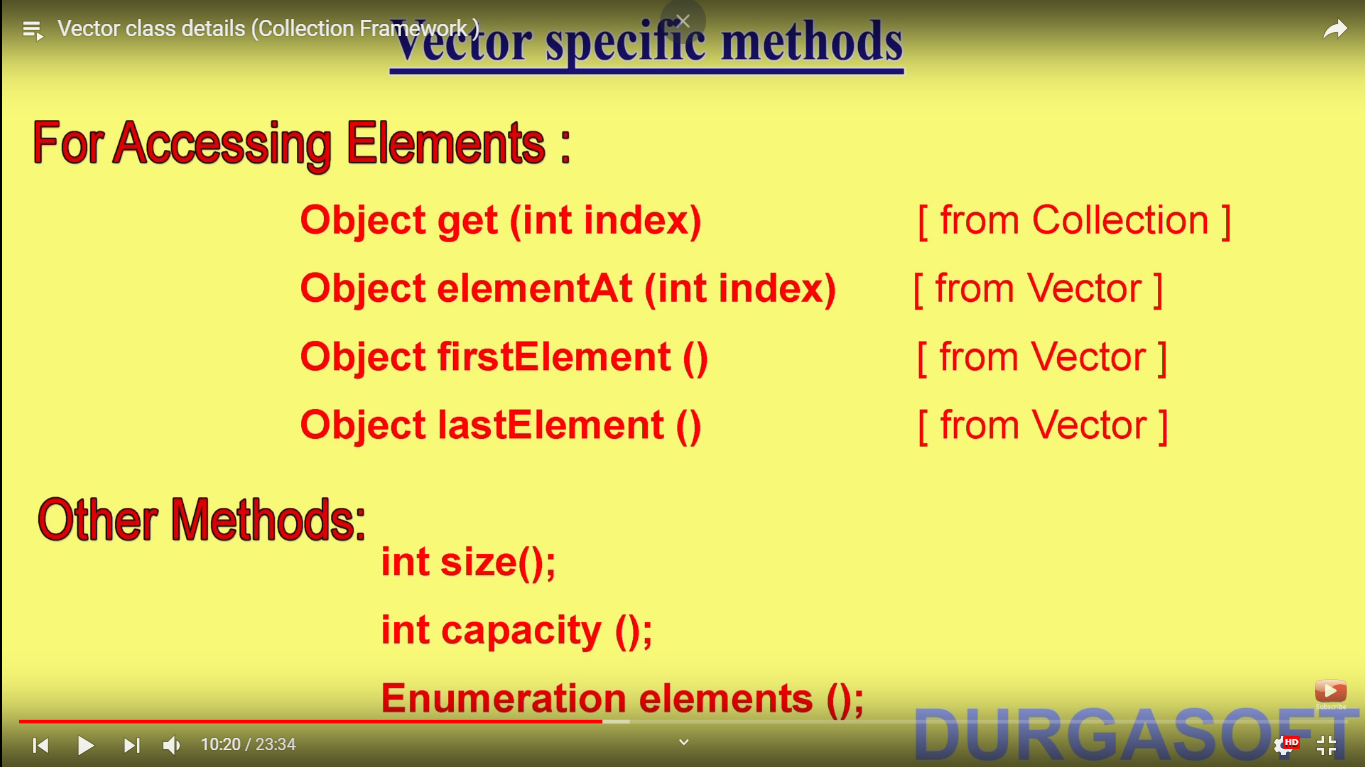 Vector class details (Collection Framework )
Vector specific methods
For Accessing Elements :
Object get (int index) [ from Collection ]
Object elementAt (int index) [ from Vector ]
Object firstElement () [ from Vector ]
Object lastElement () [ from Vector ]
Other Methods:
int size();
int capacity ();
Enumeration elements ();
Subscribe
DURGASOFT
10:20 / 23:34
HD